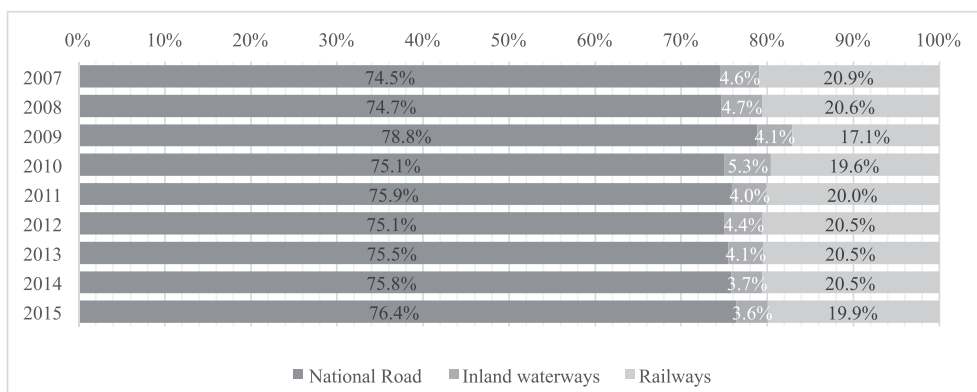 0% 10% 20% 30% 40% 50% 60% 70% 80% 90% 100%
2007 74.5% 4.6% 20.9%
2008 74.7% 4.7% 20.6%
2009 78.8% 4.1% 17.1%
2010 75.1% 5.3% 19.6%
2011 75.9% 4.0% 20.0%
2012 75.1% 4.4% 20.5%
2013 75.5% 4.1% 20.5%
2014 75.8% 3.7% 20.5%
2015 76.4% 3.6% 19.9%
National Road Inland waterways Railways